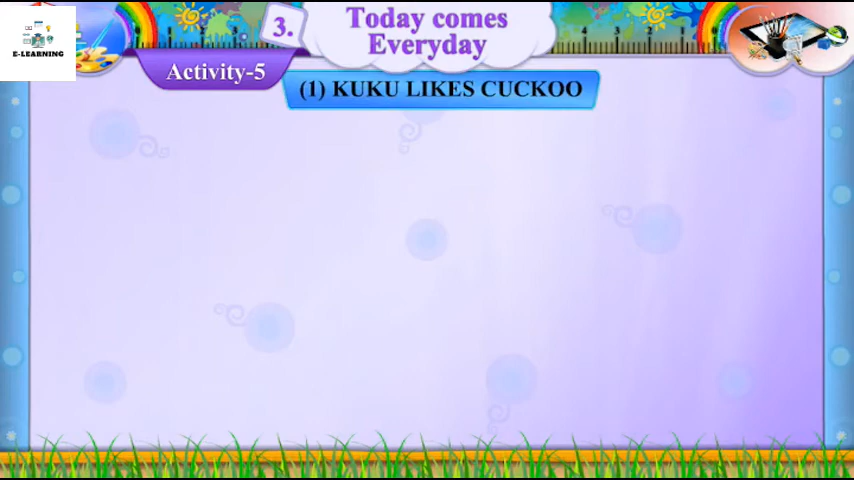 E-LEARNING
3.
Today comes
Everyday
Activity-5
(1) KUKU LIKES CUCKOO